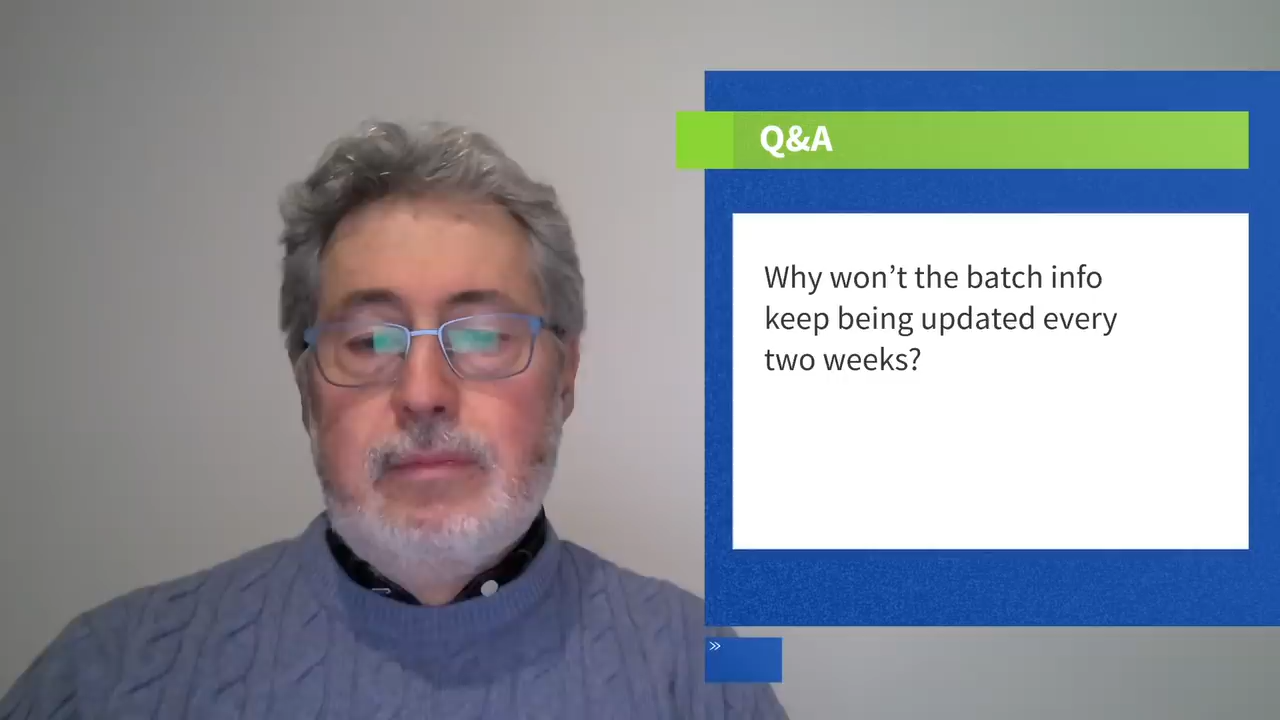 Q&A
Why won’t the batch info
keep being updated every
two weeks?
»